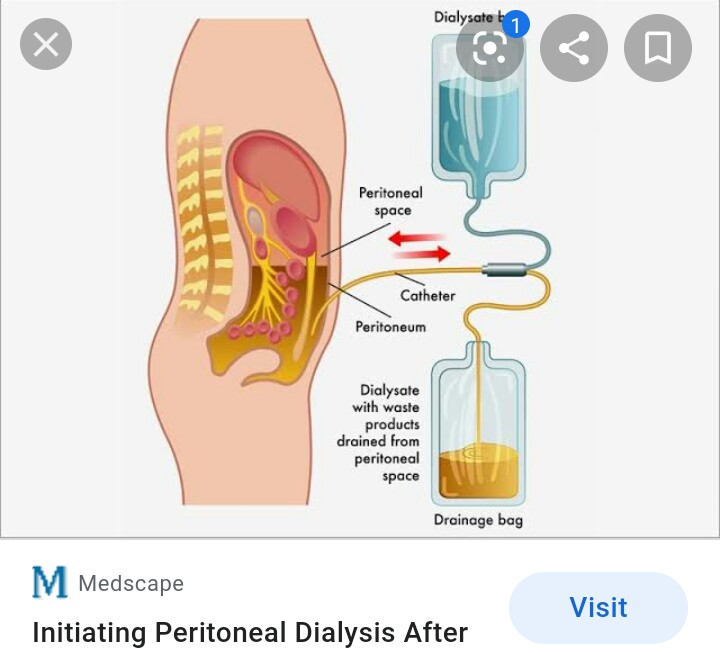 Dialysate bag
1
Peritoneal
space
Catheter
Peritoneum
Dialysate
with waste
products
drained from
peritoneal
space
Drainage bag
M Medscape
Visit
Initiating Peritoneal Dialysis After